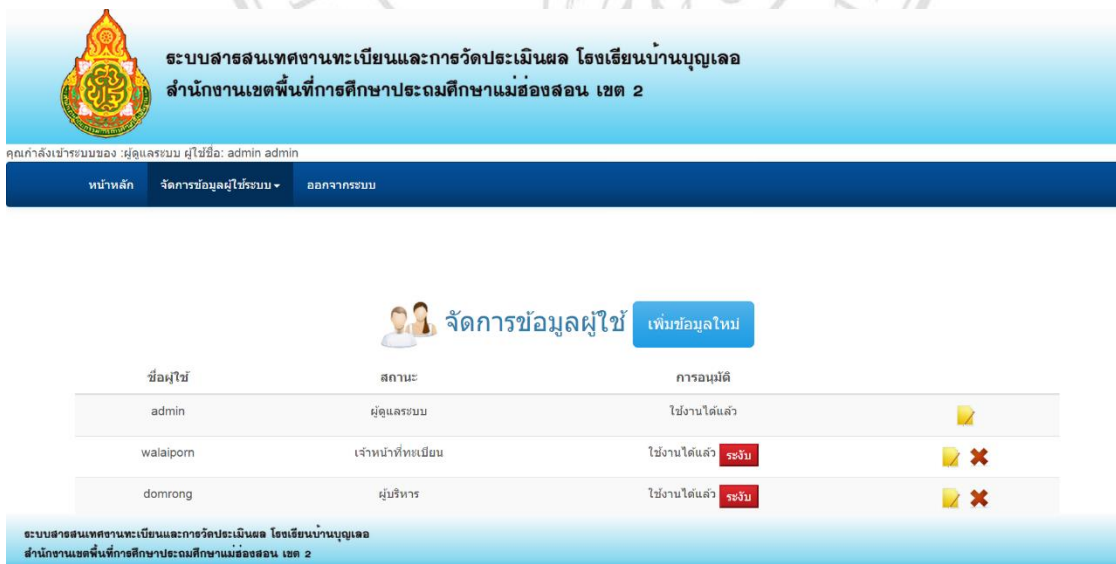 ระบบสารสนเทศงานทะเบียนและการวัดประเมินผล โรงเรียนบ้านบุญเลอ
สำนักงานเขตพื้นที่การศึกษาประถมศึกษาแม่ฮ่องสอน เขต 2
คุณกำลังเข้าระบบของ :ผู้ดูแลระบบ ผู้ใช้ชื่อ: admin admin
หน้าหลัก จัดการข้อมูลผู้ใช้ระบบ ออกจากระบบ
จัดการข้อมูลผู้ใช้ เพิ่มข้อมูลใหม่
ชื่อผู้ใช้ สถานะ การอนุมัติ
admin ผู้ดูแลระบบ ใช้งานได้แล้ว
walaiporn เจ้าหน้าที่ทะเบียน ใช้งานได้แล้ว ระงับ
domrong ผู้บริหาร ใช้งานได้แล้ว ระงับ
ระบบสารสนเทศงานทะเบียนและการวัดประเมินผล โรงเรียนบ้านบุญเลอ
สำนักงานเขตพื้นที่การศึกษาประถมศึกษาแม่ฮ่องสอน เขต 2